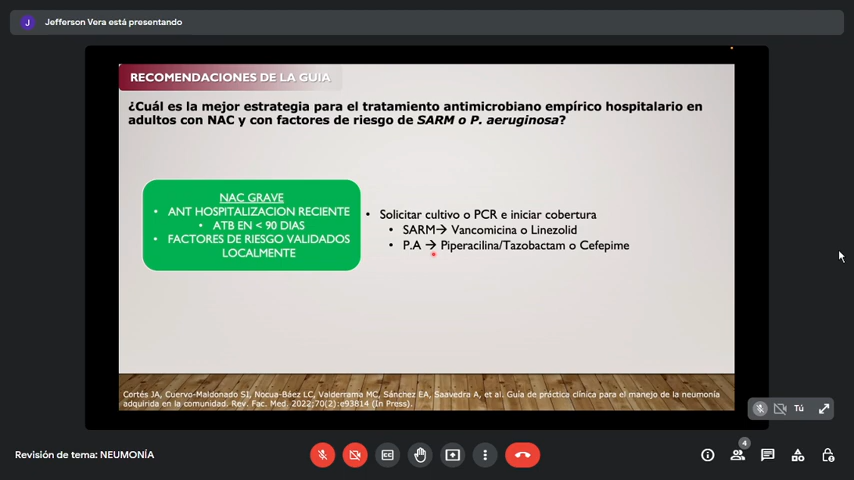 J Jefferson Vera está presentando
RECOMENDACIONES DE LA GUIA
¿Cuál es la mejor estrategia para el tratamiento antimicrobiano empírico hospitalario en
adultos con NAC y con factores de riesgo de SARM o P. aeruginosa?
NAC GRAVE
• ANT HOSPITALIZACION RECIENTE
• ATB EN < 90 DIAS
• FACTORES DE RIESGO VALIDADOS
LOCALMENTE
• Solicitar cultivo o PCR e iniciar cobertura
• SARM→ Vancomicina o Linezolid
• P.A → Piperacilina/Tazobactam o Cefepime
Cortés JA, Cuervo-Maldonado SI, Nocua-Báez LC, Valderrama MC, Sánchez EA, Saavedra A, et al. Guía de práctica clínica para el manejo de la neumonía
adquirida en la comunidad. Rev. Fac. Med. 2022;70(2):e93814 (In Press).
Tú
Revisión de tema: NEUMONÍA
CC
4